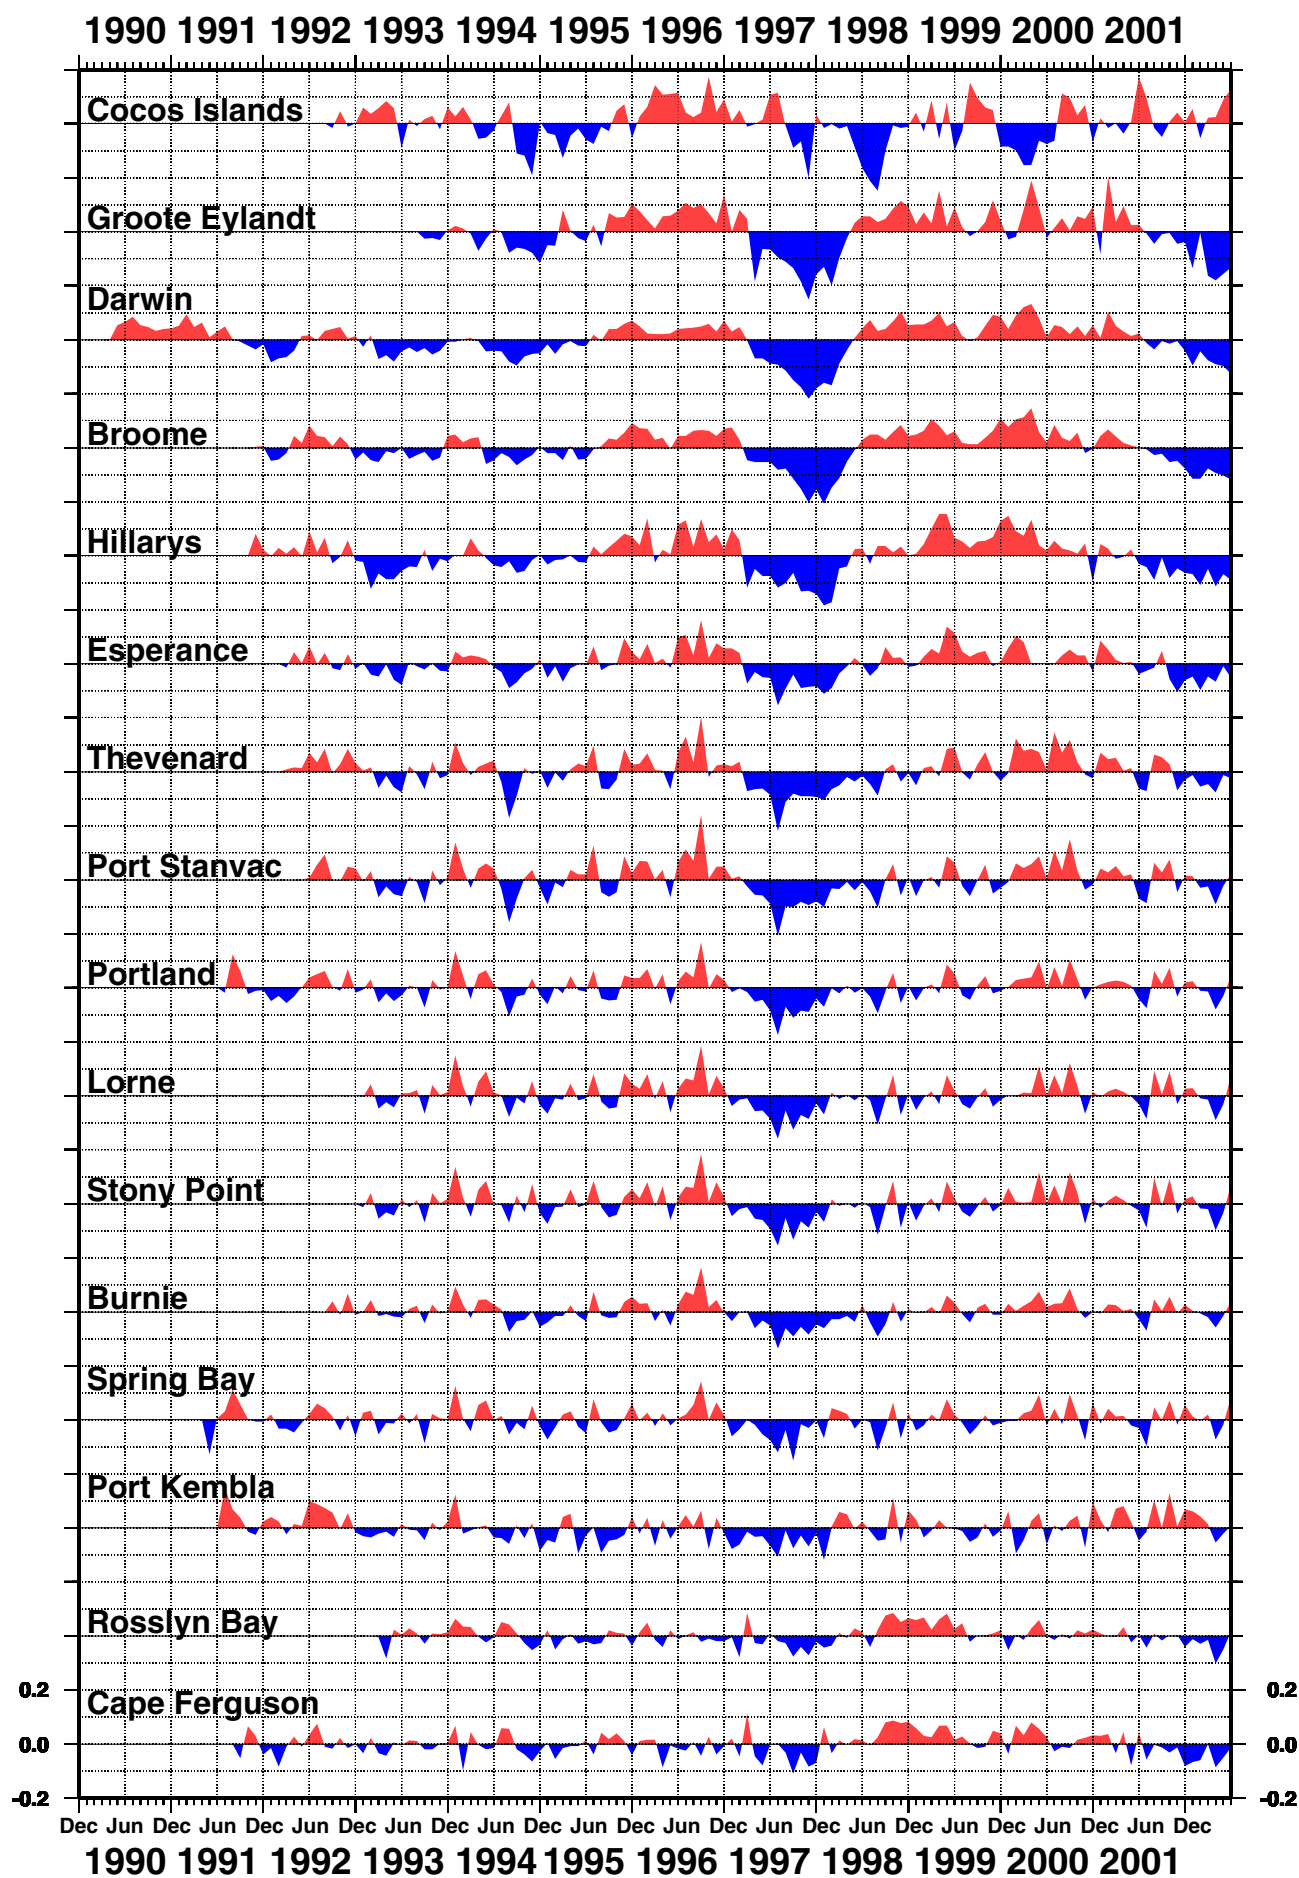 1990 1991 1992 1993 1994 1995 1996 1997 1998 1999 2000 2001
Cocos Islands
Groote Eylandt
Darwin
Broome
Hillarys
Esperance
Thevenard
Port Stanvac
Portland
Lorne
Stony Point
Burnie
Spring Bay
Port Kembla
Rosslyn Bay
0.2 0.2
Cape Ferguson
0.0 0.0
-0.2 -0.2
Dec Jun Dec Jun Dec Jun Dec Jun Dec Jun Dec Jun Dec Jun Dec Jun Dec Jun Dec Jun Dec Jun Dec Jun Dec
1990 1991 1992 1993 1994 1995 1996 1997 1998 1999 2000 2001